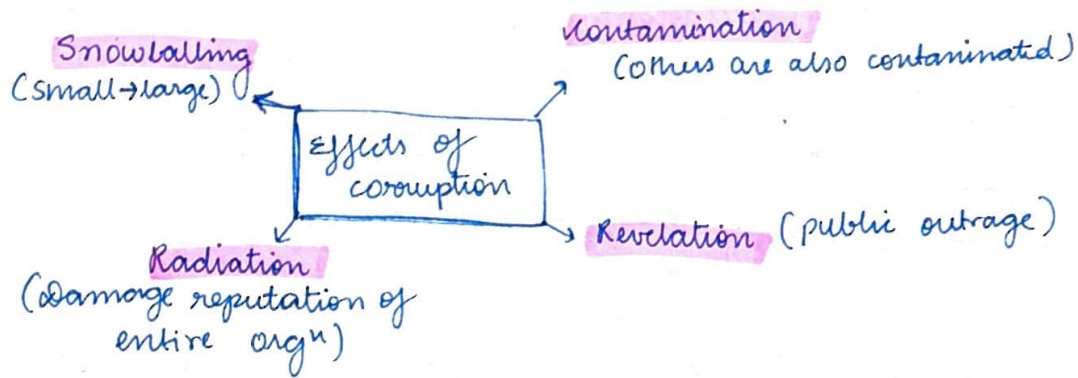 Snowballing
(small→large)
Contamination
(others are also contaminated)
Effects of
corruption
Radiation
(Damage reputation of
entire orgⁿ)
Revelation (public outrage)